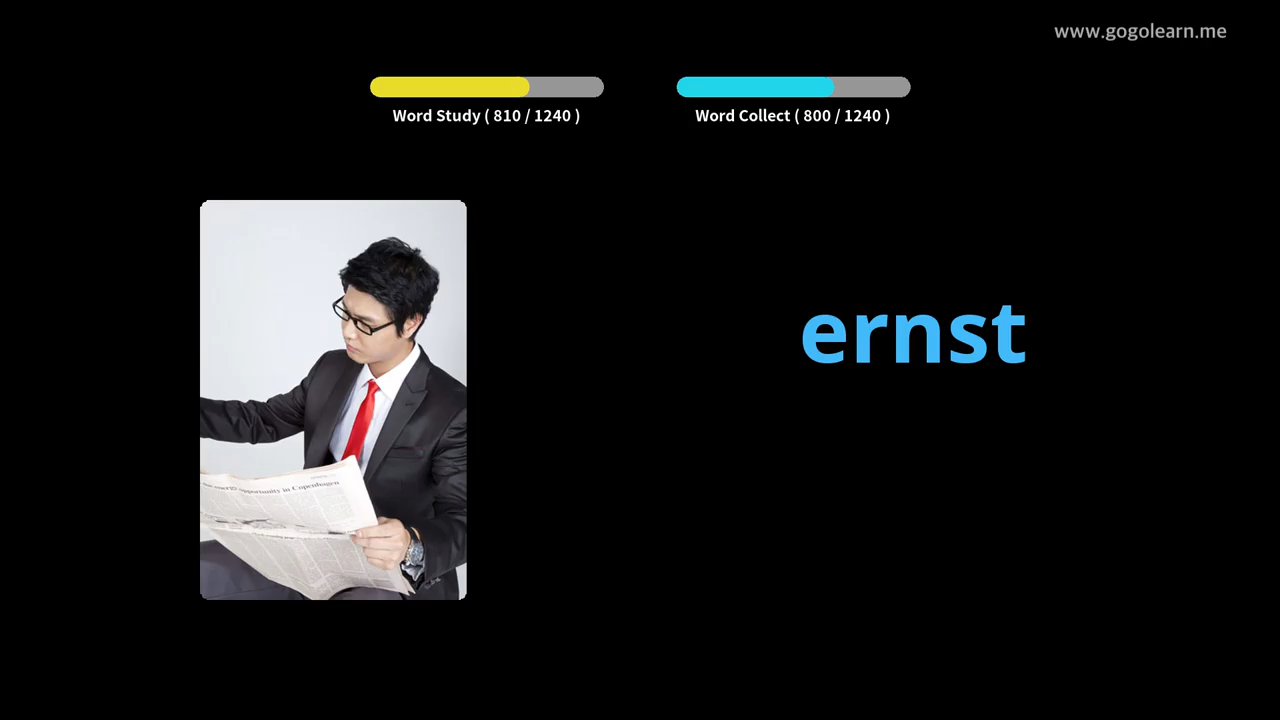 www.gogolearn.me
Word Study ( 810 / 1240 )
Word Collect ( 800 / 1240 )
ernst
opportunity in Copenhagen